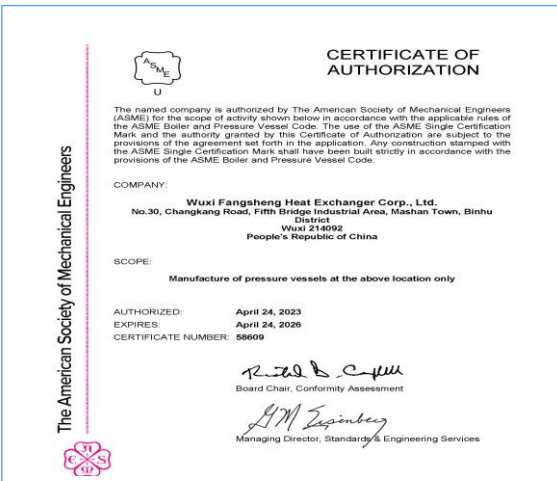 The American Society of Mechanical Engineers
ASME
U
CERTIFICATE OF
AUTHORIZATION
The named company is authorized by The American Society of Mechanical Engineers
(ASME) for the scope of activity shown below in accordance with the applicable rules of
the ASME Boiler and Pressure Vessel Code. The use of the ASME Single Certification
Mark and the authority granted by this Certificate of Authorization are subject to the
provisions of the agreement set forth in the application. Any construction stamped with
the ASME Single Certification Mark shall have been built strictly in accordance with the
provisions of the ASME Boiler and Pressure Vessel Code.
COMPANY:
Wuxi Fangsheng Heat Exchanger Corp., Ltd.
No.30, Changkang Road, Fifth Bridge Industrial Area, Mashan Town, Binhu
District
Wuxi 214092
People's Republic of China
SCOPE:
Manufacture of pressure vessels at the above location only
AUTHORIZED: April 24, 2023
EXPIRES: April 24, 2026
CERTIFICATE NUMBER: 58609
Board Chair, Conformity Assessment
Managing Director, Standards & Engineering Services